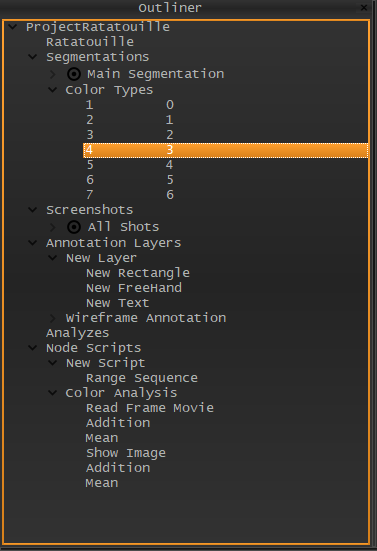 Outliner
ProjectRatatouille
Ratatouille
Segmentations
Main Segmentation
Color Types
1 0
2 1
3 2
4 3
5 4
6 5
7 6
Screenshots
All Shots
Annotation Layers
New Layer
New Rectangle
New FreeHand
New Text
Wireframe Annotation
Analyzes
Node Scripts
New Script
Range Sequence
Color Analysis
Read Frame Movie
Addition
Mean
Show Image
Addition
Mean